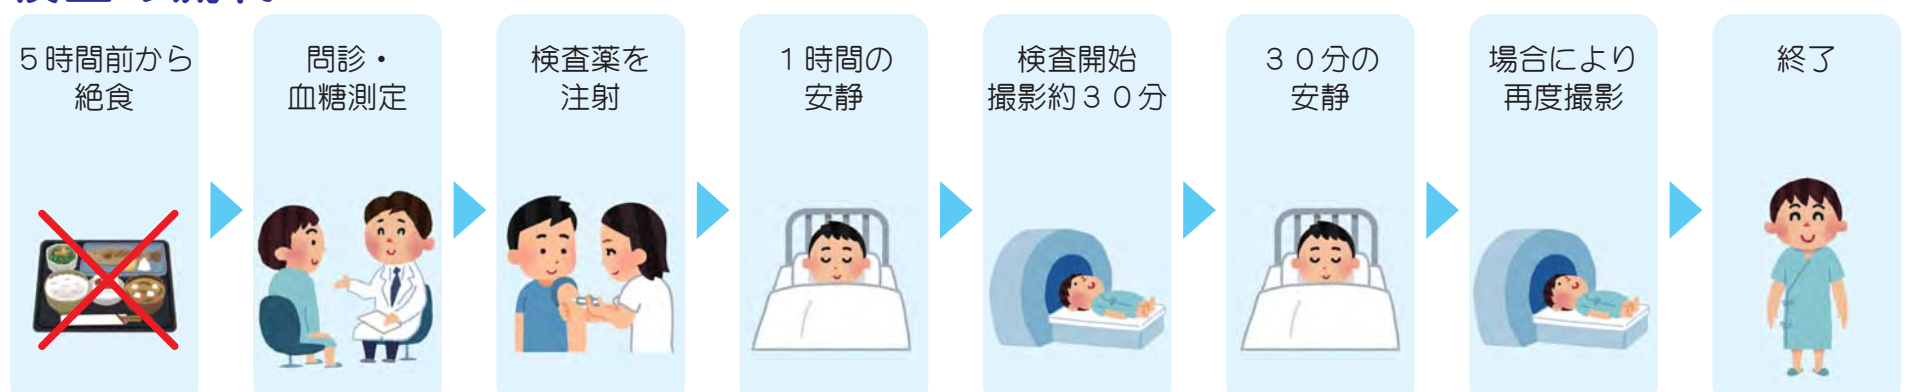 ５時間前から
絶食
問診・
血糖測定
検査薬を
注射
１時間の
安静
検査開始
撮影約３０分
３０分の
安静
場合により
再度撮影
終了